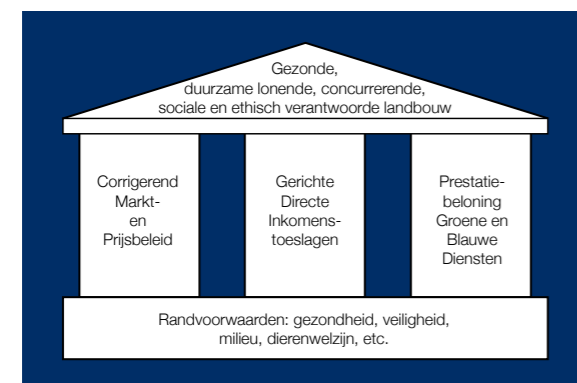 Gezonde,
duurzame lonende, concurrerende,
sociale en ethisch verantwoorde landbouw
Corrigerend
Markt-
en
Prijsbeleid
Gerichte
Directe
Inkomens-
toeslagen
Prestatie-
beloning
Groene en
Blauwe
Diensten
Randvoorwaarden: gezondheid, veiligheid,
milieu, dierenwelzijn, etc.